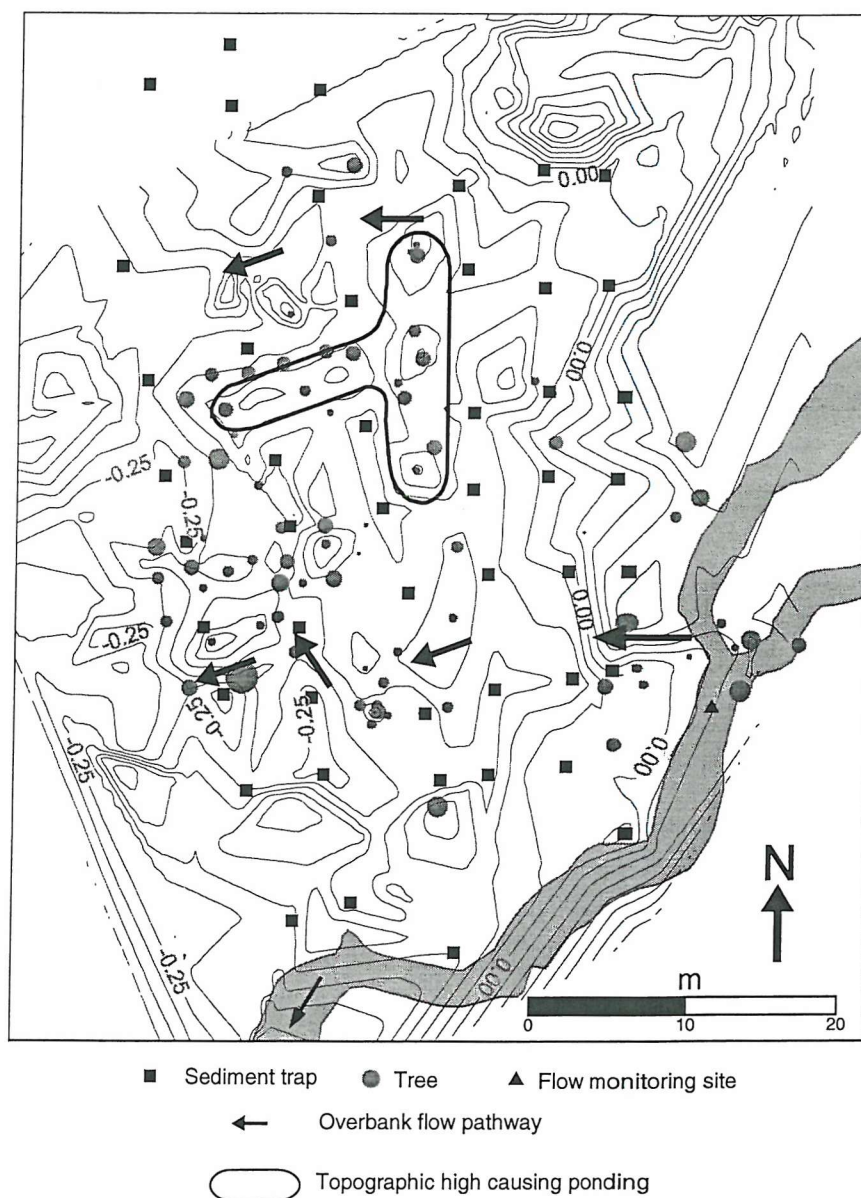 0.00
0.00
-0.25
-0.25
0.00
-0.25
-0.25
-0.25
0.00
-0.25
-0.25
0.00
N
m
0 10 20
Sediment trap Tree Flow monitoring site
Overbank flow pathway
Topographic high causing ponding